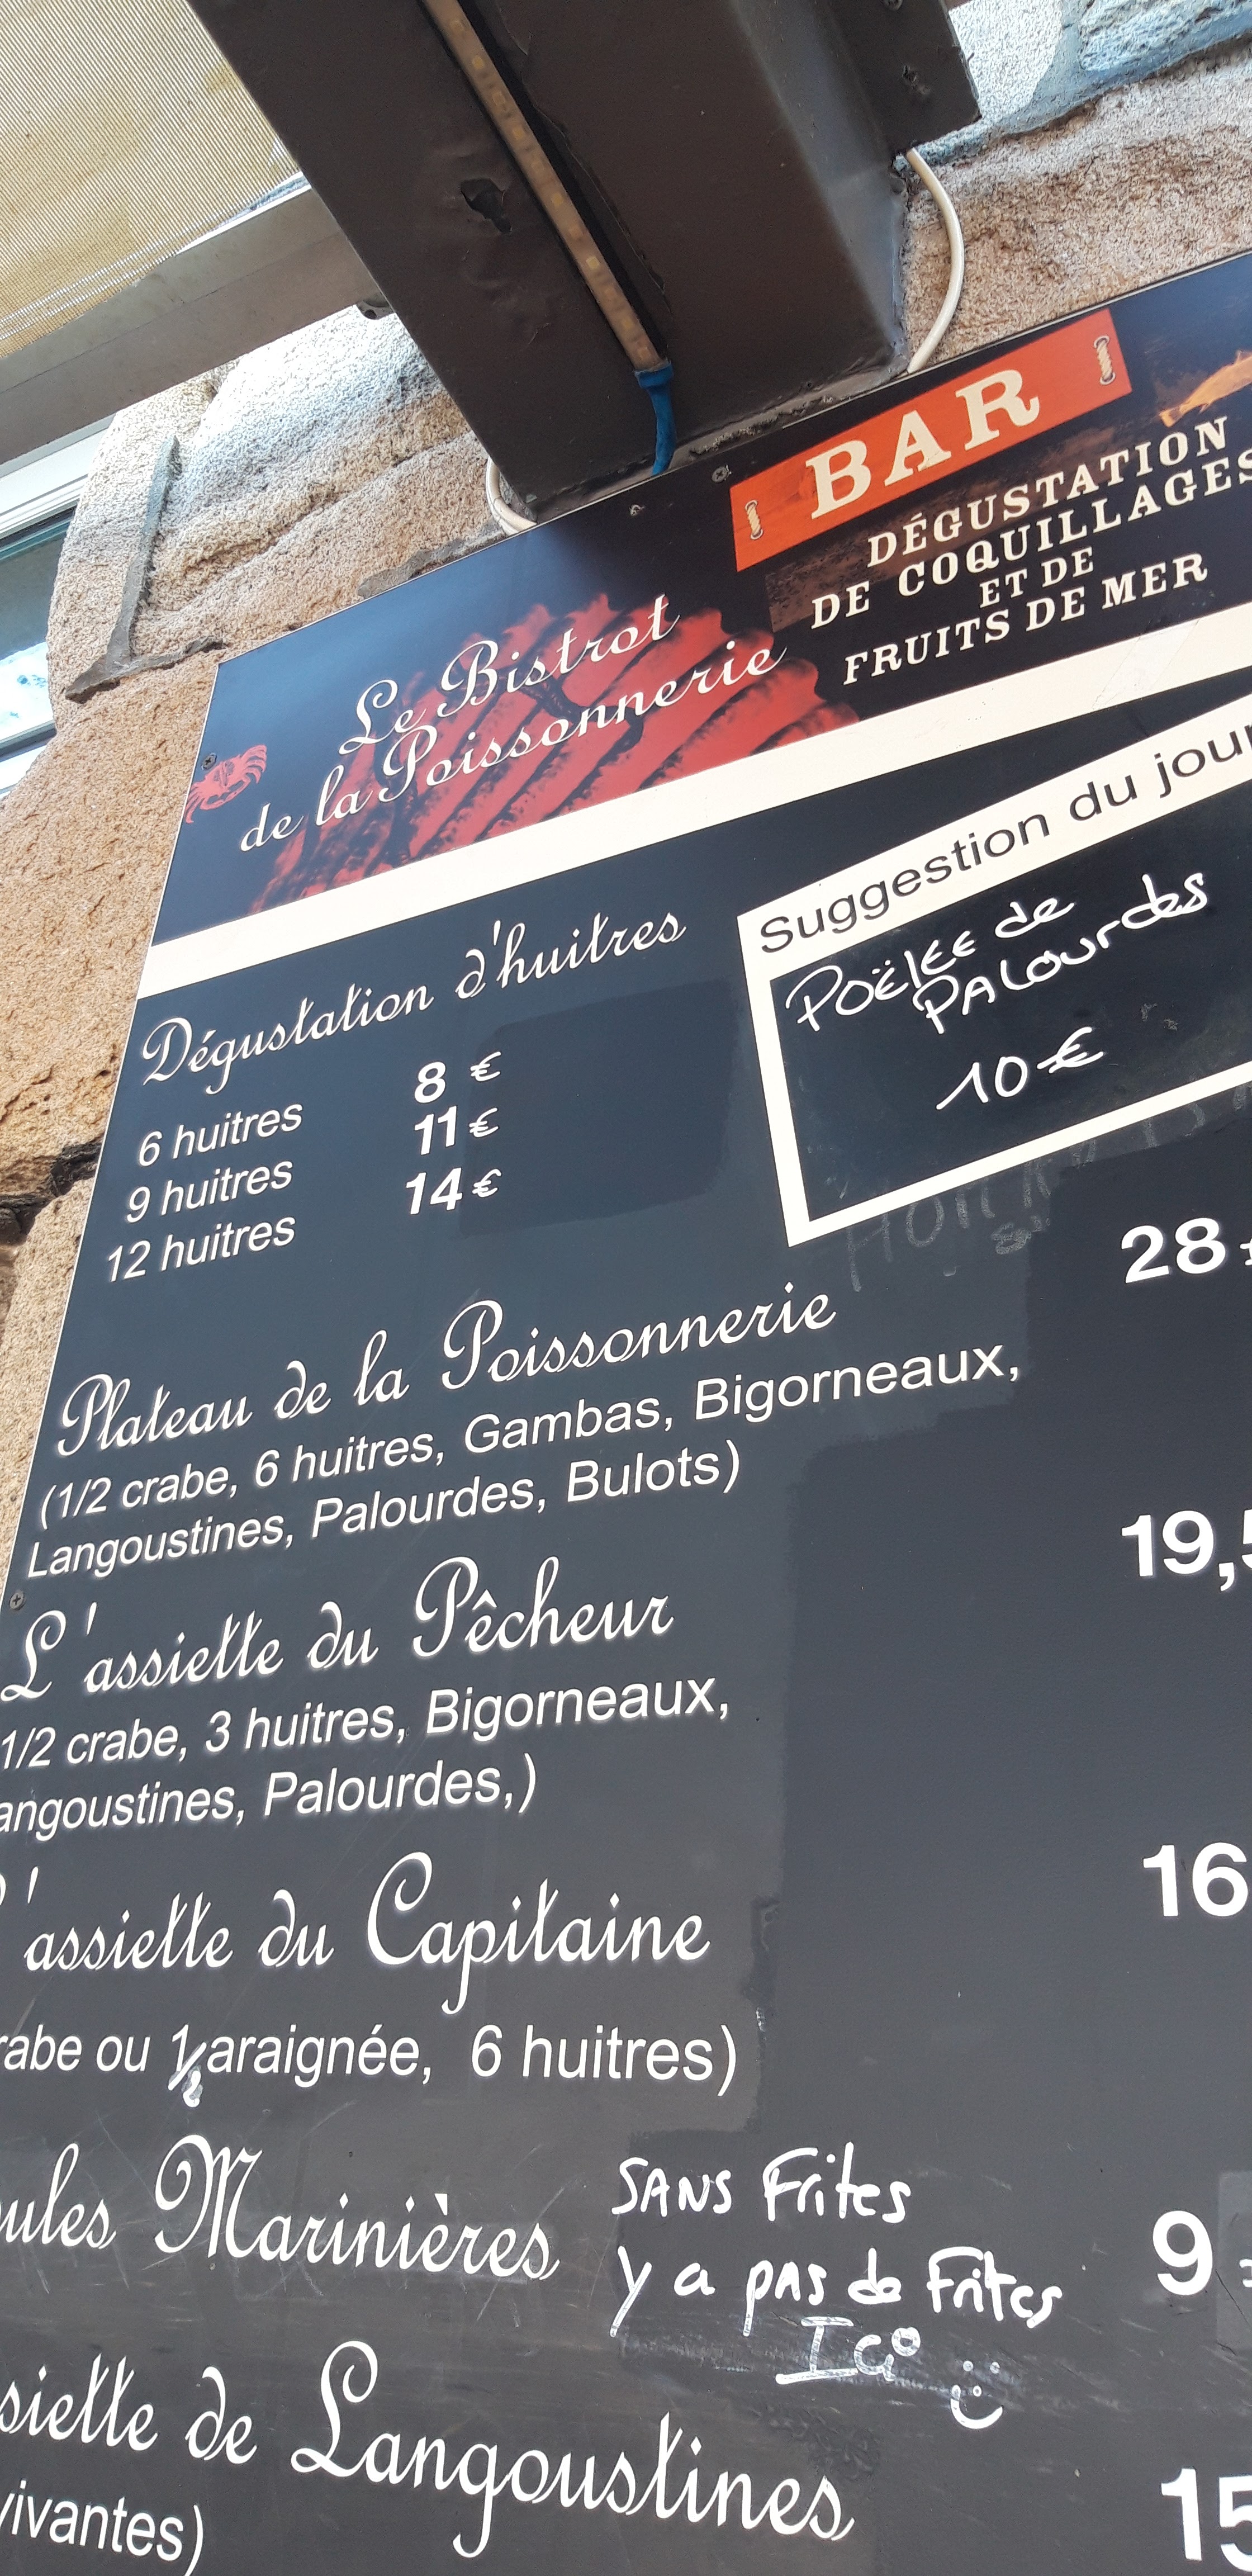 BAR
DÉGUSTATION
DE COQUILLAGES
ET DE
FRUITS DE MER
Le Bistrot
de la Poissonnerie
Suggestion du jour
POËLÉE de
PALOURdes
10€
Dégustation d'huitres
6 huitres 8 €
9 huitres 11 €
12 huitres 14 €
Plateau de la Poissonnerie 28
(1/2 crabe, 6 huitres, Gambas, Bigorneaux,
Langoustines, Palourdes, Bulots)
L'assiette du Pêcheur 19,5
1/2 crabe, 3 huitres, Bigorneaux,
angoustines, Palourdes,)
'assiette du Capitaine 16
rabe ou 1/2 araignée, 6 huitres)
ules Marinières SANS Frites 9
y a pas de Frites
Ici
siette de Langoustines 15
vivantes)